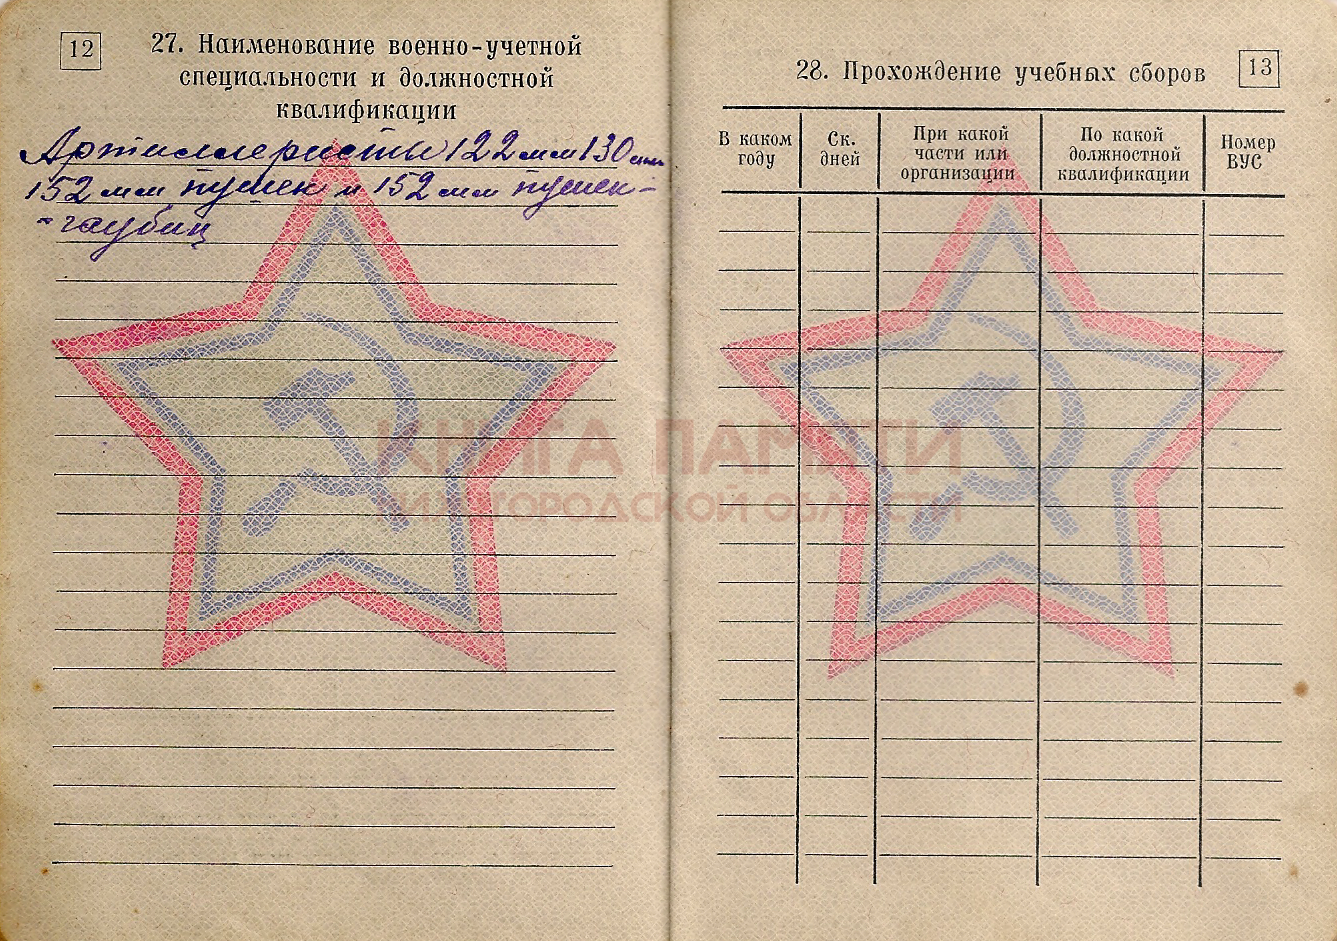 12
27. Наименование военно-учетной
специальности и должностной
квалификации
Артиллеристы 122 мм 130 мм
152 мм пушек и 152 мм пушек-
-гаубиц
28. Прохождение учебных сборов
13
В каком году
Ск. дней
При какой части или организации
По какой должностной квалификации
Номер ВУС
КНИГА ПАМЯТИ
НИЖЕГОРОДСКОЙ ОБЛАСТИ